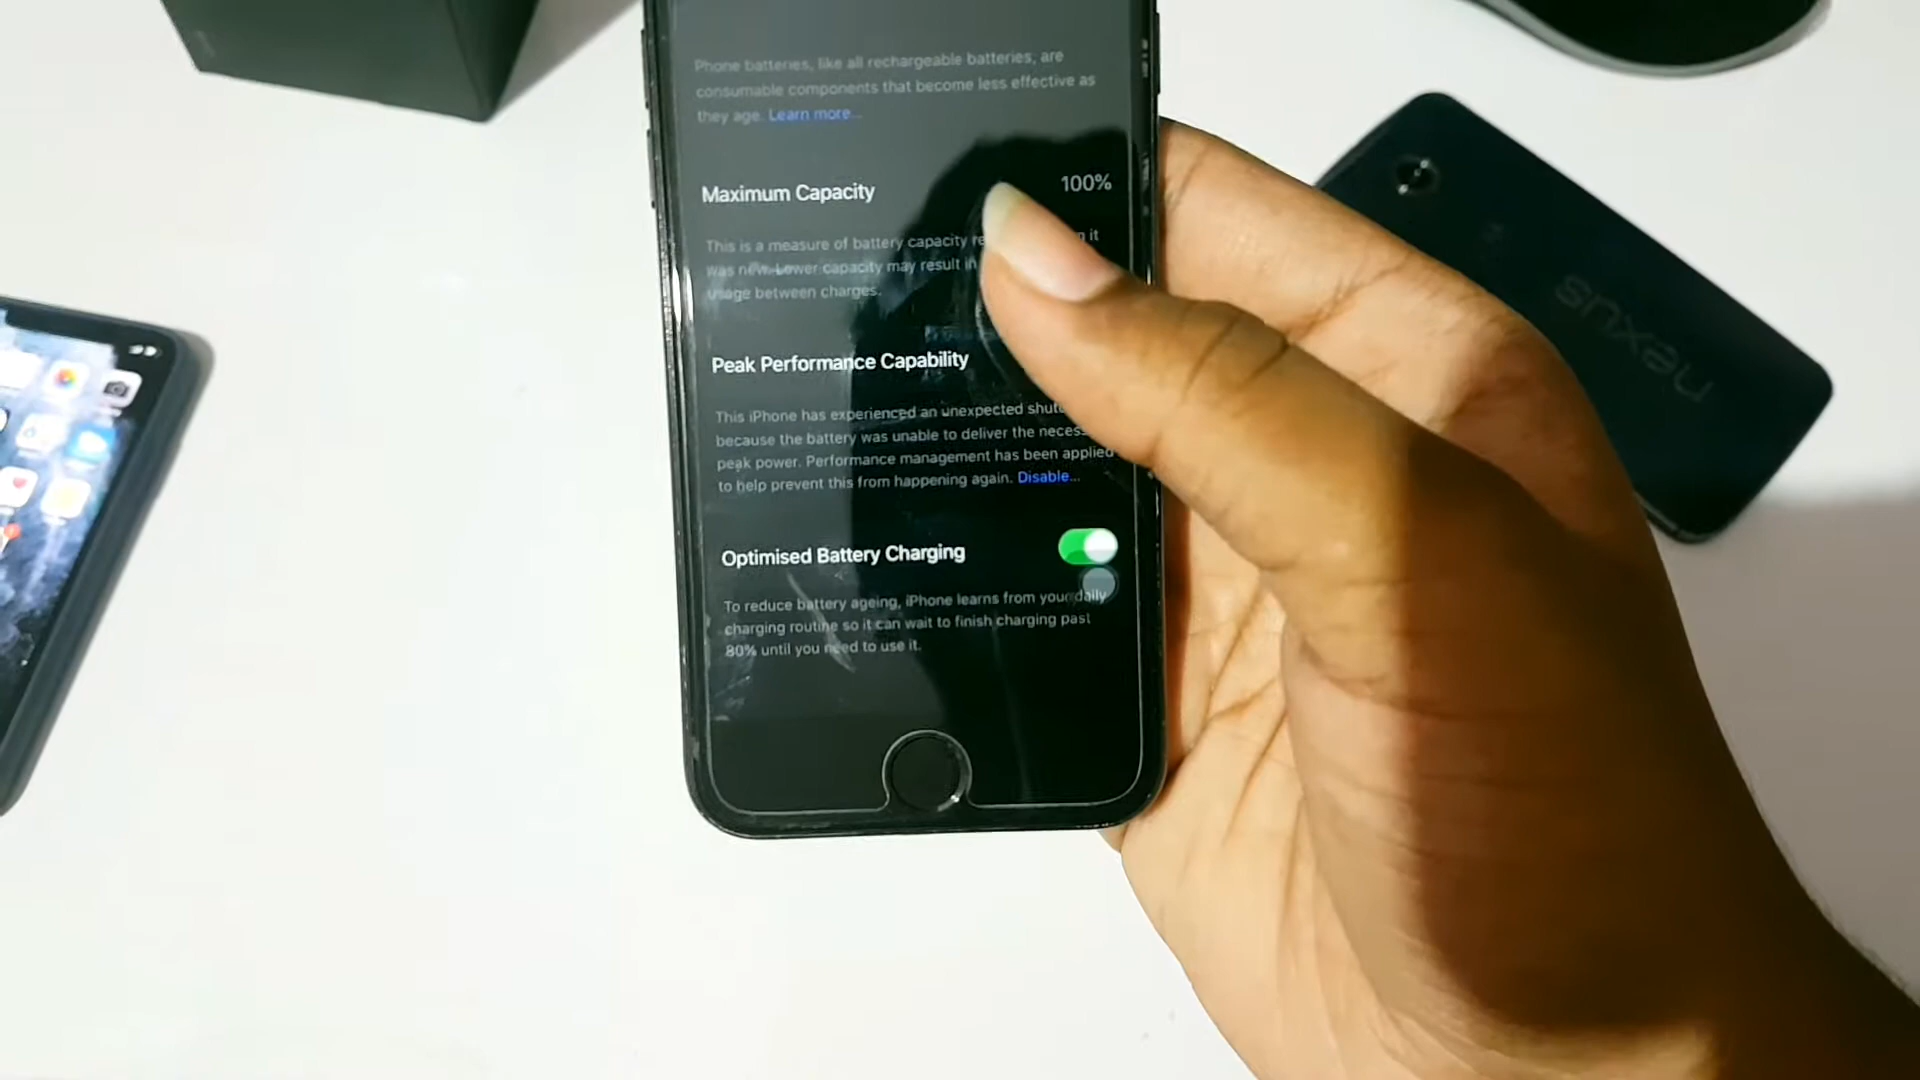 Phone batteries, like all rechargeable batteries, are
consumable components that become less effective as
they age. Learn more...
Maximum Capacity
100%
This is a measure of battery capacity it
was new. Lower capacity may result in
usage between charges.
Peak Performance Capability
This iPhone has experienced an unexpected
because the battery was unable to deliver the
peak power. Performance management has been applied
to help prevent this from happening again. Disable...
Optimised Battery Charging
To reduce battery ageing, iPhone learns from your daily
charging routine so it can wait to finish charging past
80% until you need to use it.
nexus